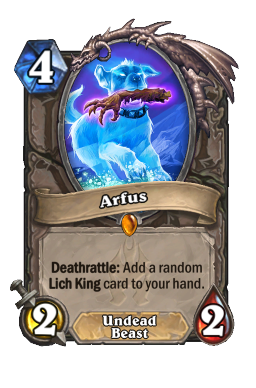 4
Arfus
Deathrattle: Add a random
Lich King card to your hand.
2
Undead
Beast
2